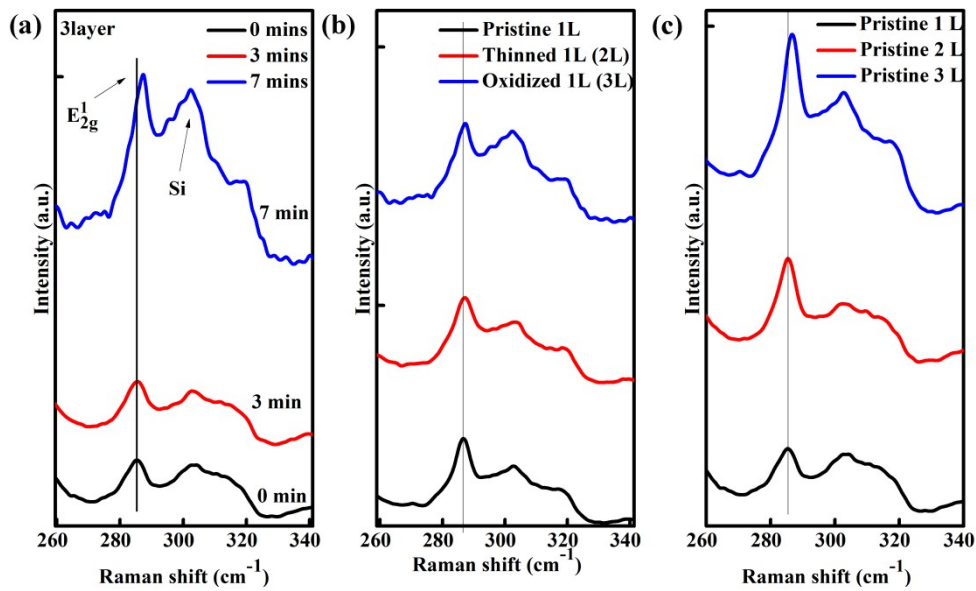 (a)
3layer
0 mins
3 mins
7 mins
E¹₂g
Si
7 min
3 min
0 min
Intensity (a.u.)
260 280 300 320 340
Raman shift (cm⁻¹)
(b)
Pristine 1L
Thinned 1L (2L)
Oxidized 1L (3L)
Intensity (a.u.)
260 280 300 320 340
Raman shift (cm⁻¹)
(c)
Pristine 1 L
Pristine 2 L
Pristine 3 L
Intensity (a.u.)
260 280 300 320 340
Raman shift (cm⁻¹)